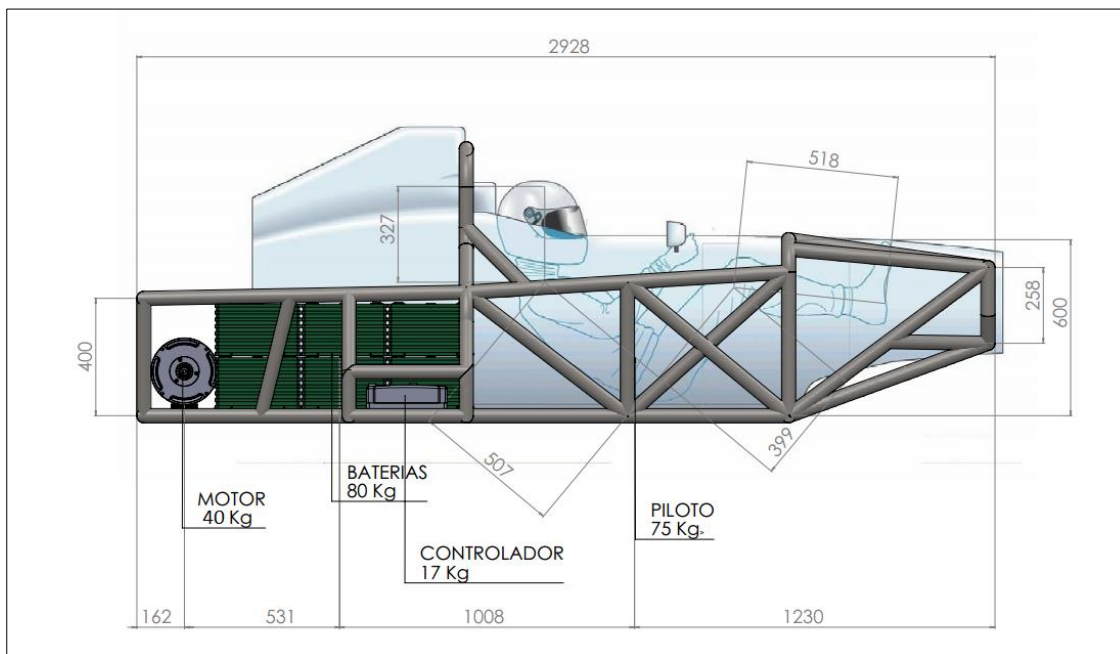 2928
518
327
258
600
400
399
507
BATERIAS
80 Kg
MOTOR
40 Kg
PILOTO
75 Kg
CONTROLADOR
17 Kg
162
531
1008
1230